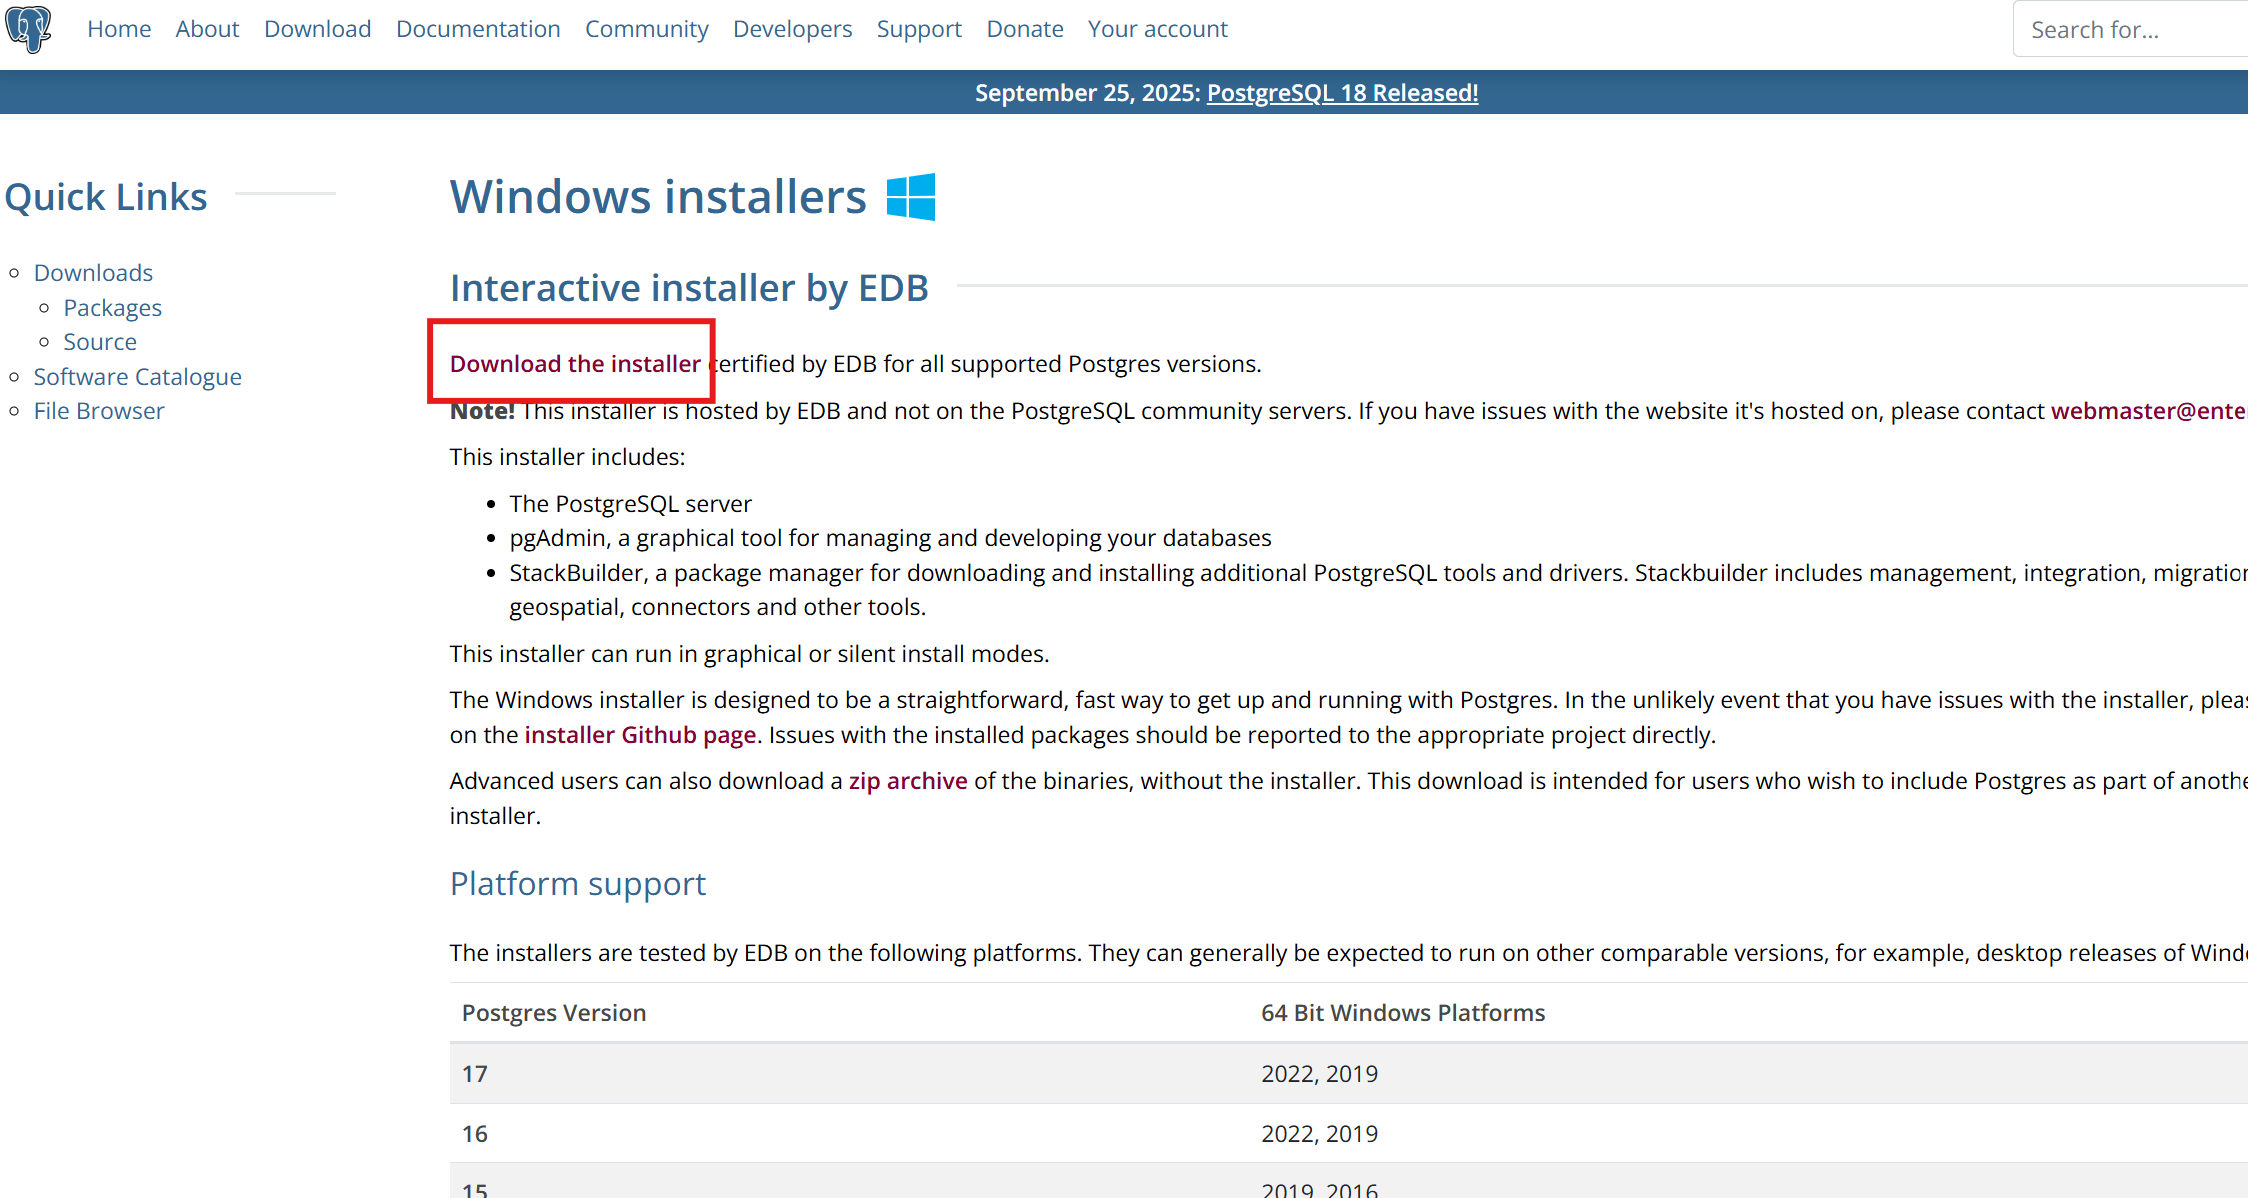 Home About Download Documentation Community Developers Support Donate Your account
Search for...
September 25, 2025: PostgreSQL 18 Released!
Quick Links
Downloads
Packages
Source
Software Catalogue
File Browser
Windows installers
Interactive installer by EDB
Download the installer certified by EDB for all supported Postgres versions.
Note! This installer is hosted by EDB and not on the PostgreSQL community servers. If you have issues with the website it's hosted on, please contact webmaster@ente
This installer includes:
The PostgreSQL server
pgAdmin, a graphical tool for managing and developing your databases
StackBuilder, a package manager for downloading and installing additional PostgreSQL tools and drivers. Stackbuilder includes management, integration, migration
geospatial, connectors and other tools.
This installer can run in graphical or silent install modes.
The Windows installer is designed to be a straightforward, fast way to get up and running with Postgres. In the unlikely event that you have issues with the installer, pleas
on the installer Github page. Issues with the installed packages should be reported to the appropriate project directly.
Advanced users can also download a zip archive of the binaries, without the installer. This download is intended for users who wish to include Postgres as part of anothe
installer.
Platform support
The installers are tested by EDB on the following platforms. They can generally be expected to run on other comparable versions, for example, desktop releases of Windo
Postgres Version 64 Bit Windows Platforms
17 2022, 2019
16 2022, 2019
15 2019, 2016